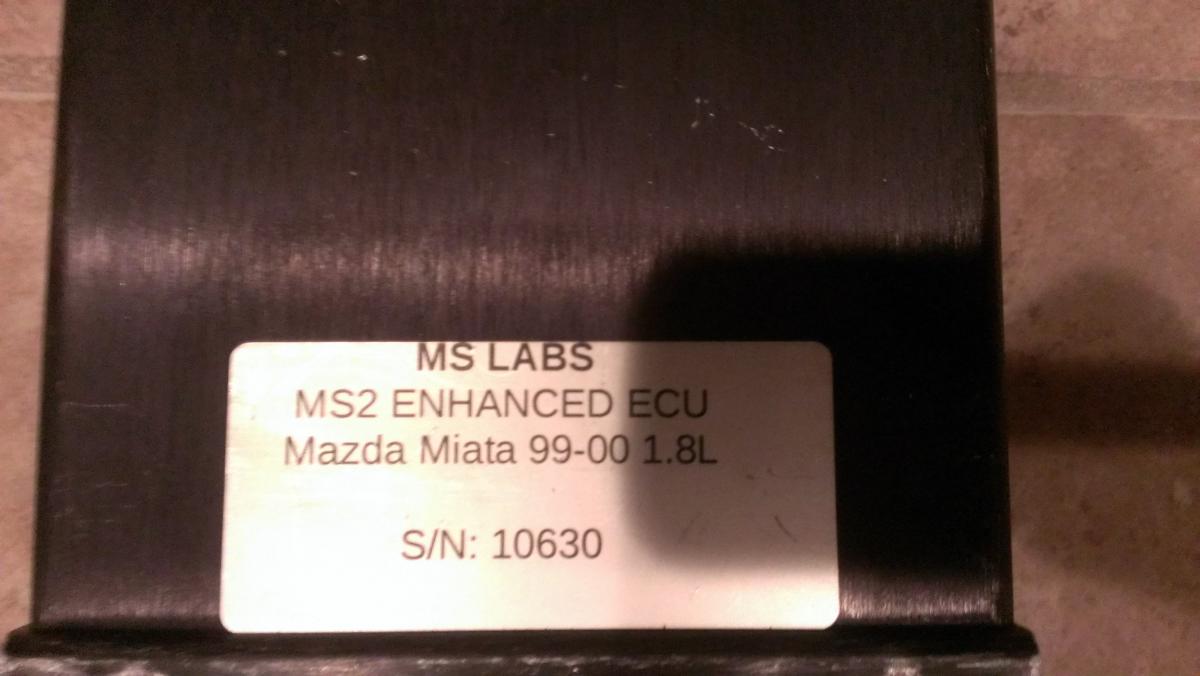 MS LABS
MS2 ENHANCED ECU
Mazda Miata 99-00 1.8L
S/N: 10630